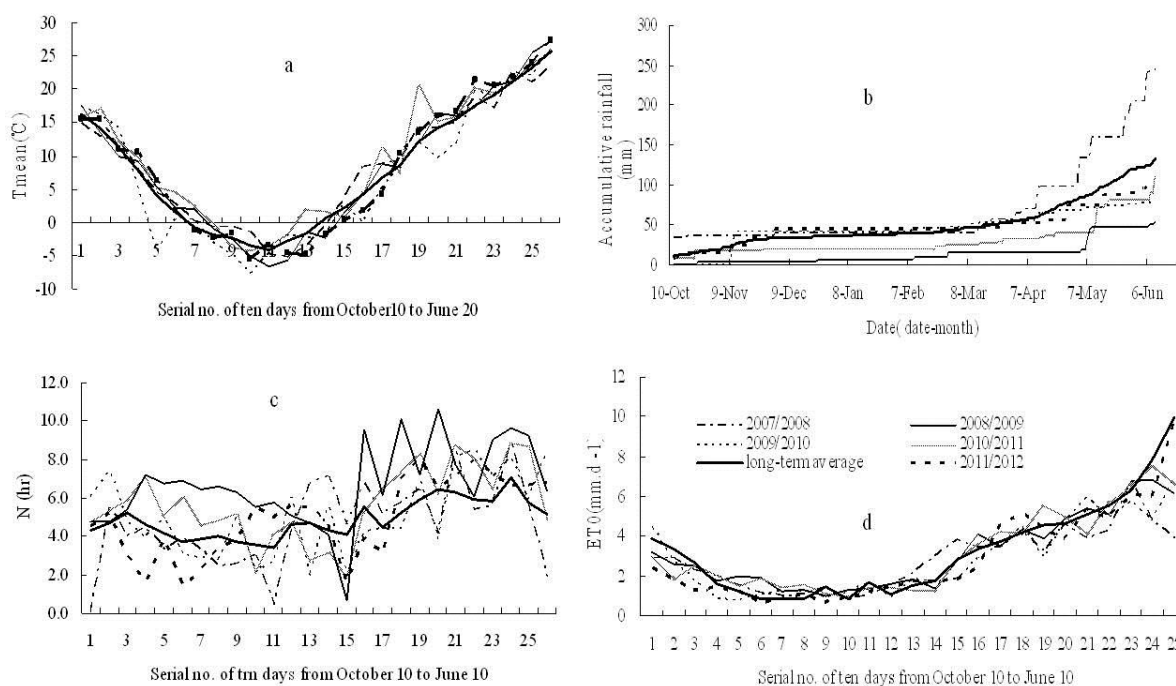 30
25
20
15
10
5
0
-5
-10
Tmean(℃)
a
1 3 5 7 9 11 13 15 17 19 21 23 25
Serial no. of ten days from October10 to June 20
300
250
200
150
100
50
0
Accumulative rainfall
(mm)
b
10-Oct 9-Nov 9-Dec 8-Jan 7-Feb 8-Mar 7-Apr 7-May 6-Jun
Date( date-month)
12.0
10.0
8.0
6.0
4.0
2.0
0.0
N (hr)
c
1 3 5 7 9 11 13 15 17 19 21 23 25
Serial no. of trn days from October 10 to June 10
12
10
8
6
4
2
0
ET0(mm.d -1)
2007/2008 2008/2009
2009/2010 2010/2011
long-term average 2011/2012
d
1 2 3 4 5 6 7 8 9 10 11 12 13 14 15 16 17 18 19 20 21 22 23 24 25
Serial no. of ten days from October 10 to June 10